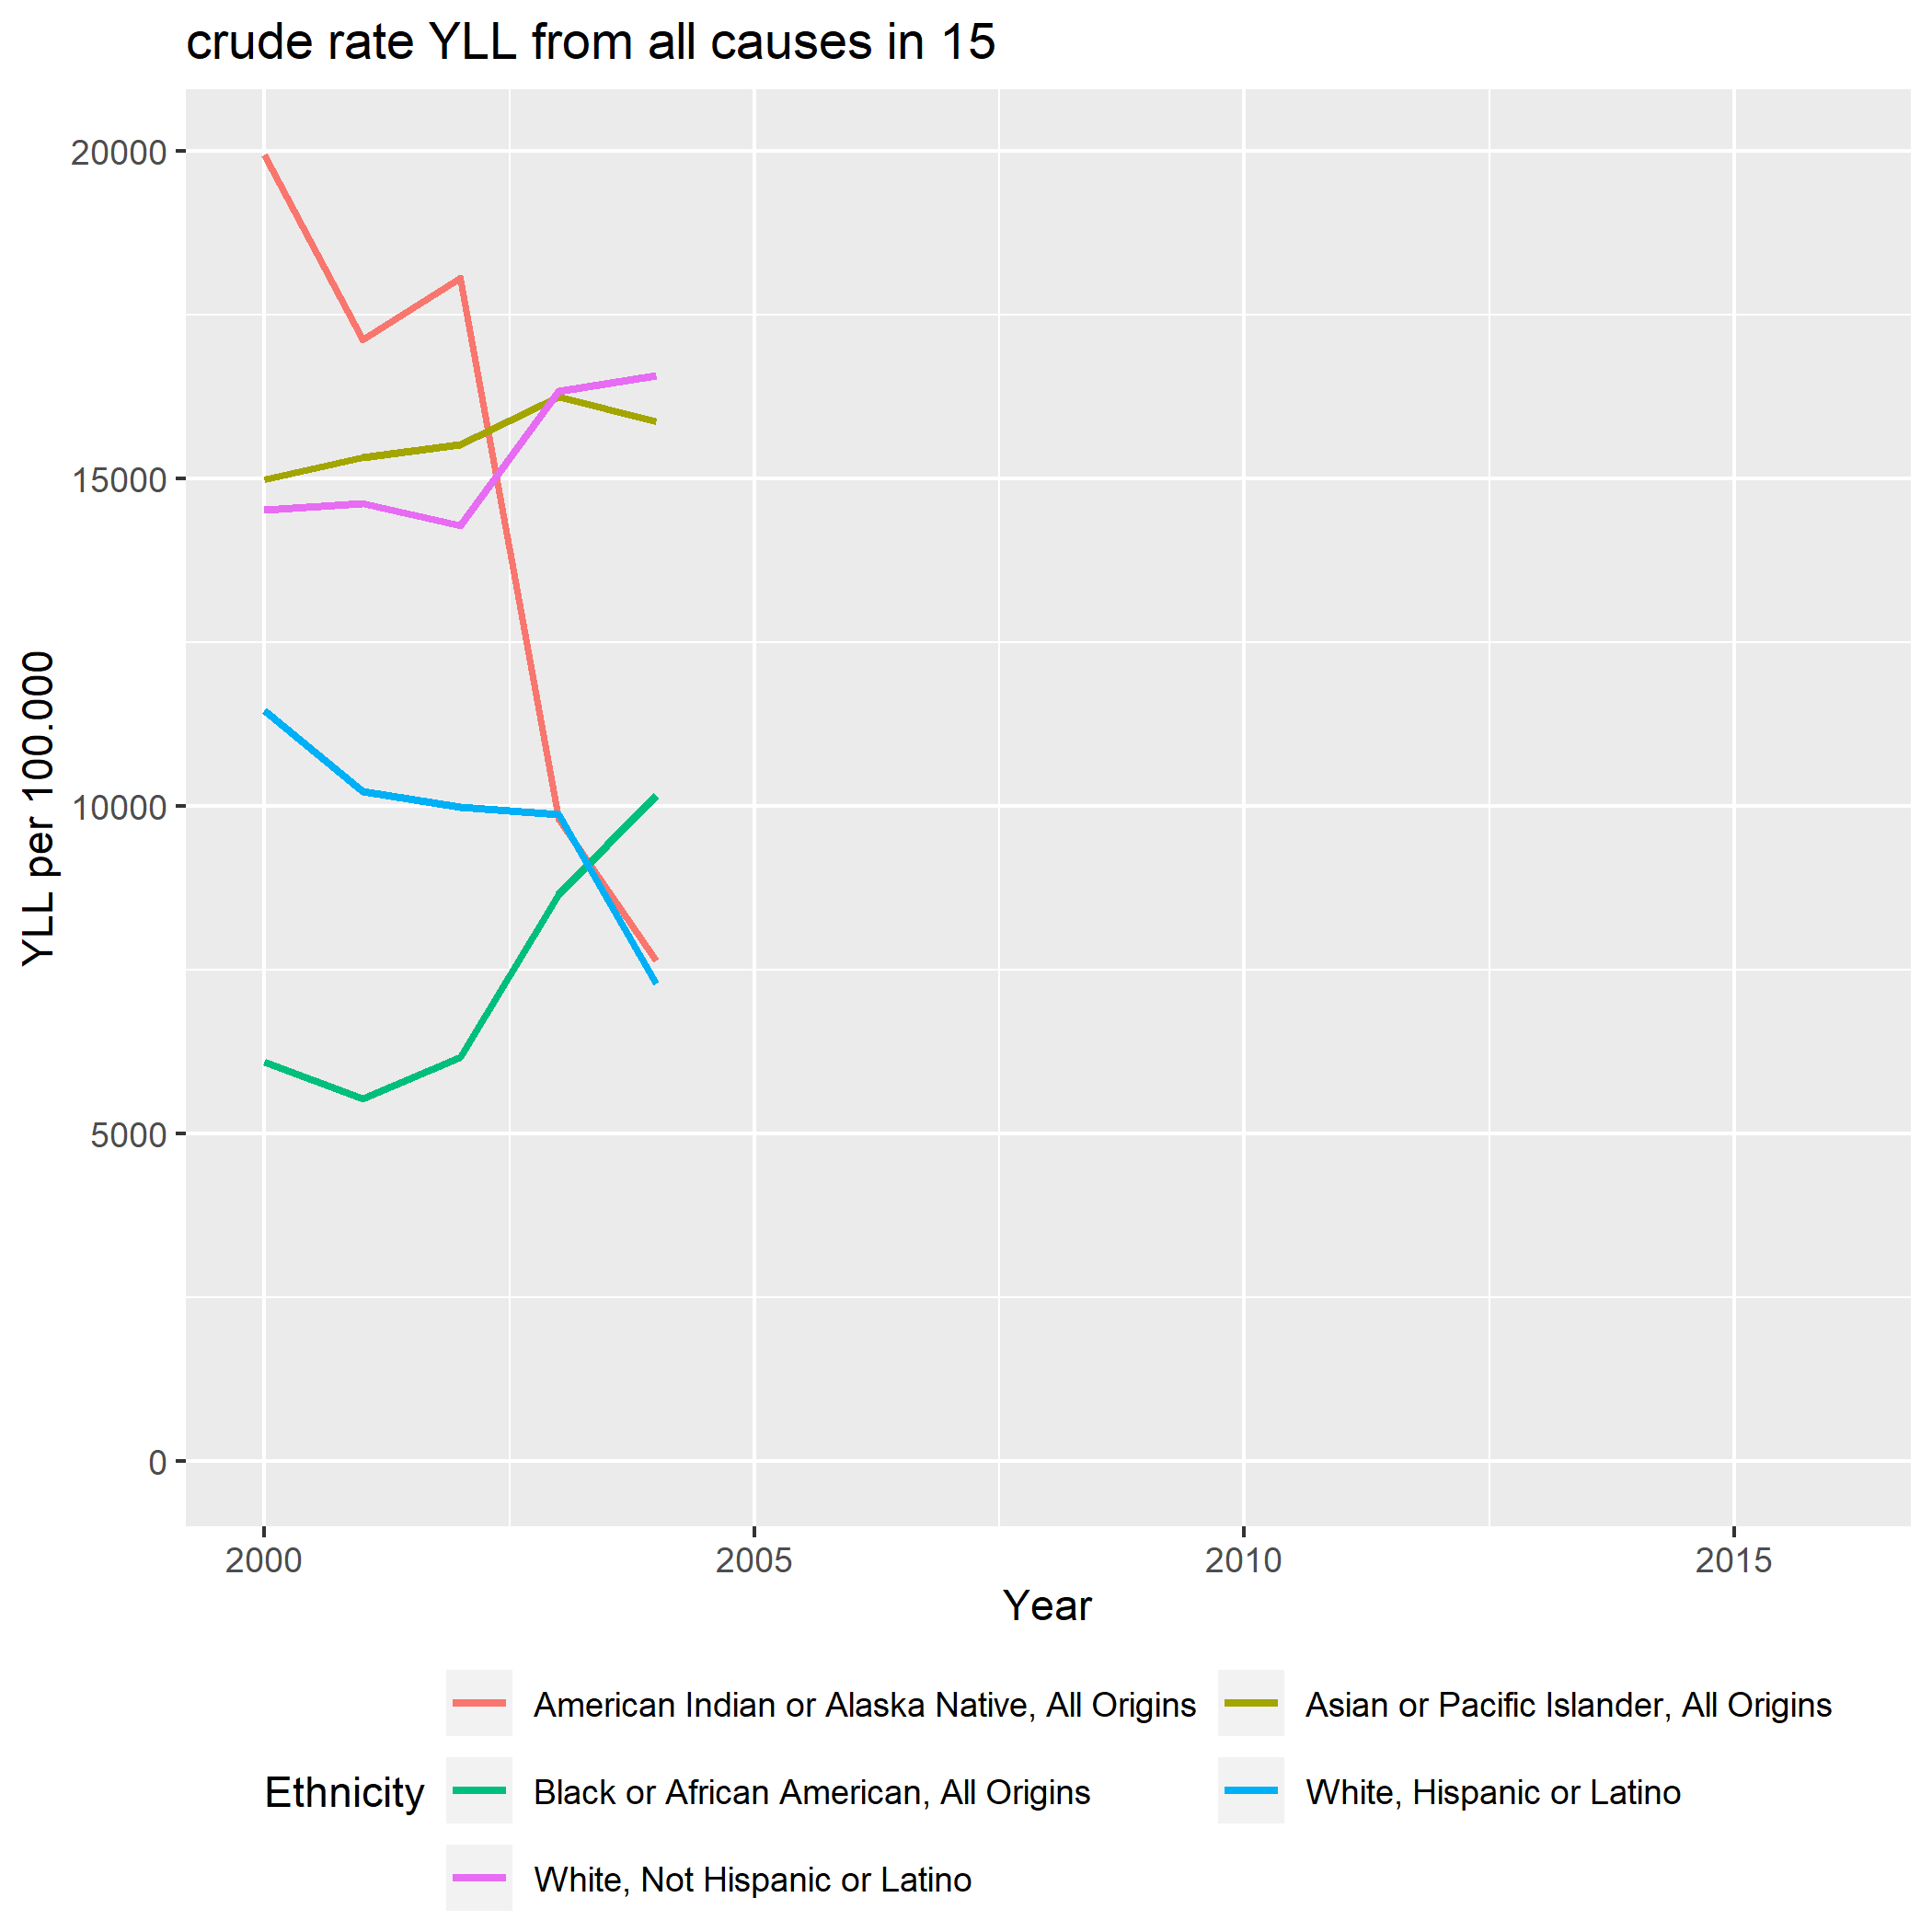 crude rate YLL from all causes in 15
20000
15000
10000
5000
0
YLL per 100.000
2000 2005 2010 2015
Year
Ethnicity
American Indian or Alaska Native, All Origins
Asian or Pacific Islander, All Origins
Black or African American, All Origins
White, Hispanic or Latino
White, Not Hispanic or Latino